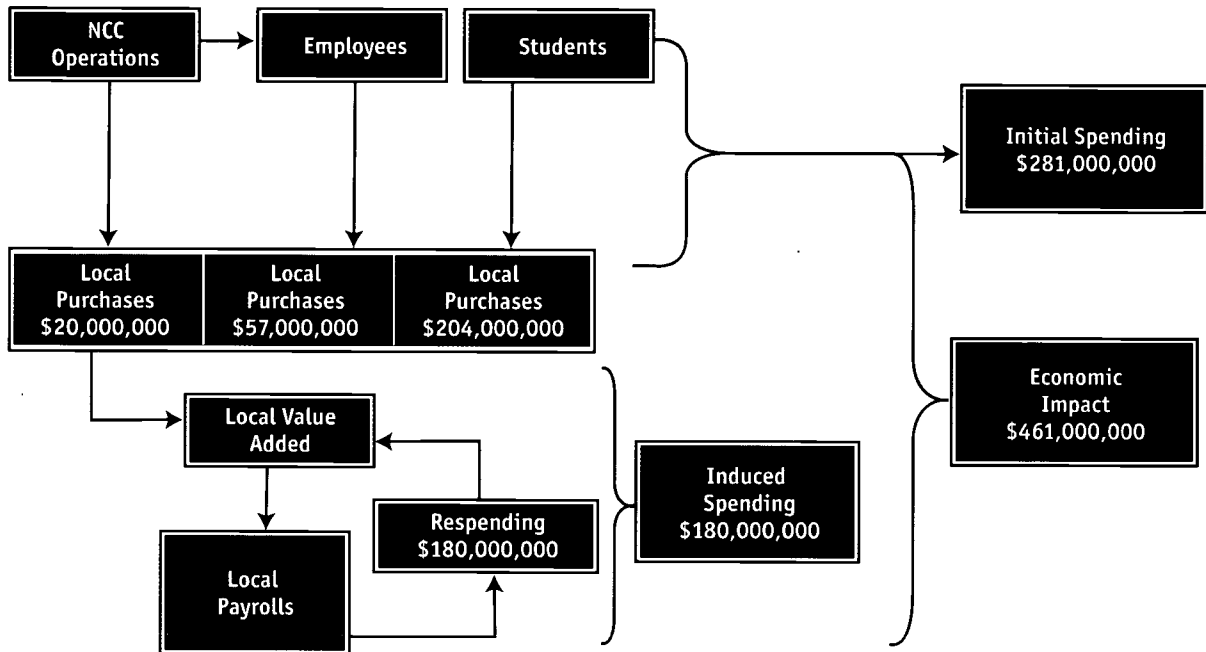 NCC
Operations
Employees
Students
Initial Spending
$281,000,000
Local
Purchases
$20,000,000
Local
Purchases
$57,000,000
Local
Purchases
$204,000,000
Local Value
Added
Respending
$180,000,000
Local
Payrolls
Induced
Spending
$180,000,000
Economic
Impact
$461,000,000